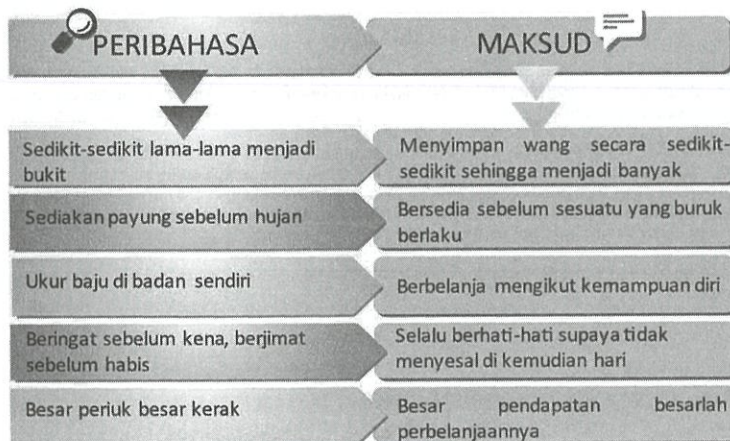 PERIBAHASA
MAKSUD
Sedikit-sedikit lama-lama menjadi
bukit
Menyimpan wang secara sedikit-
sedikit sehingga menjadi banyak
Sediakan payung sebelum hujan
Bersedia sebelum sesuatu yang buruk
berlaku
Ukur baju di badan sendiri
Berbelanja mengikut kemampuan diri
Beringat sebelum kena, berjimat
sebelum habis
Selalu berhati-hati supaya tidak
menyesal di kemudian hari
Besar periuk besar kerak
Besar pendapatan besarlah
perbelanjaannya